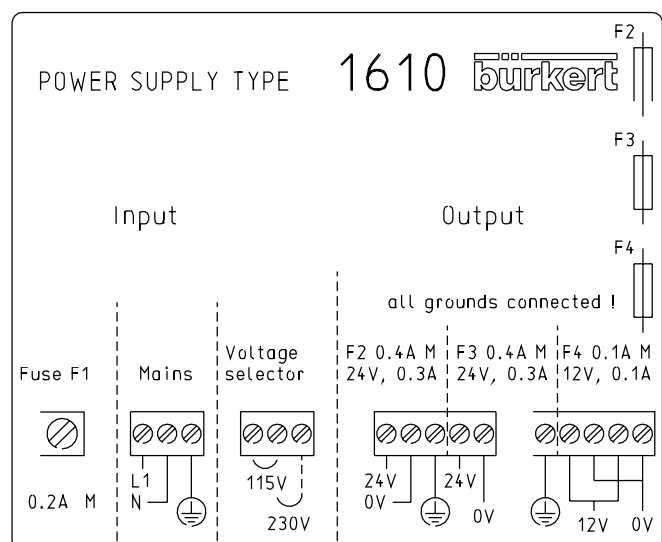 F2
POWER SUPPLY TYPE 1610 bürkert
F3
Input
Output
F4
all grounds connected !
Fuse F1
Mains
Voltage
selector
F2 0.4A M
24V, 0.3A
F3 0.4A M
24V, 0.3A
F4 0.1A M
12V, 0.1A
0.2A M
L1
N
115V
230V
24V
0V
24V
0V
12V
0V